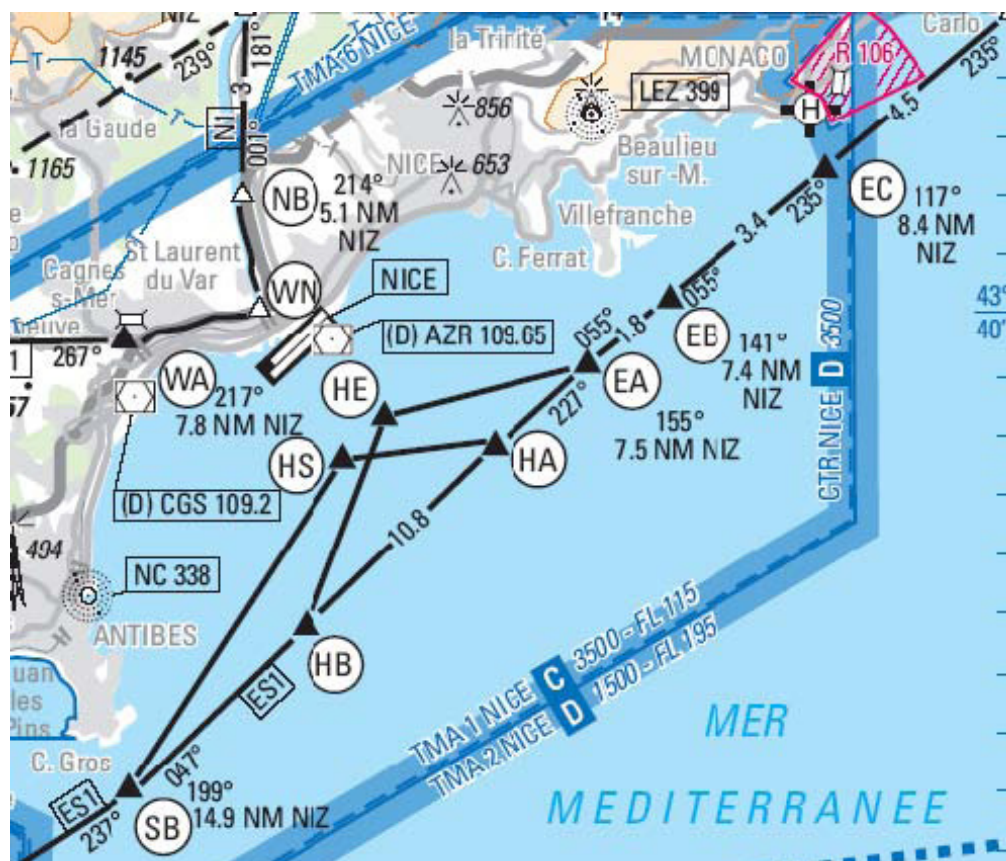 NIZ
1145
239°
181°
3
T
TMA 6 NICE
14
la Trinité
MONACO
R 106
Carlo
235°
la Gaude
1165
T
NI
001°
856
LEZ 399
H
4.5
NICE
653
Beaulieu
sur -M.
NB
214°
5.1 NM
NIZ
Villefranche
235°
EC
117°
8.4 NM
NIZ
3.4
St Laurent
du Var
Cagnes
s-Mer
WN
NICE
C. Ferrat
43°
40'
neuve
267°
(D) AZR 109.65
055°
1.8
055°
EB
141°
7.4 NM
NIZ
CTR NICE D 3500
WA
217°
7.8 NM NIZ
HE
EA
227°
155°
7.5 NM NIZ
HS
HA
(D) CGS 109.2
494
10.8
NC 338
ANTIBES
HB
ES1
TMA 1 NICE C 3500 - FL 115
TMA 2 NICE D 1500 - FL 195
uan
les
Pins
C. Gros
MER
047°
ES1
237°
SB
199°
14.9 NM NIZ
MEDITERRANEE